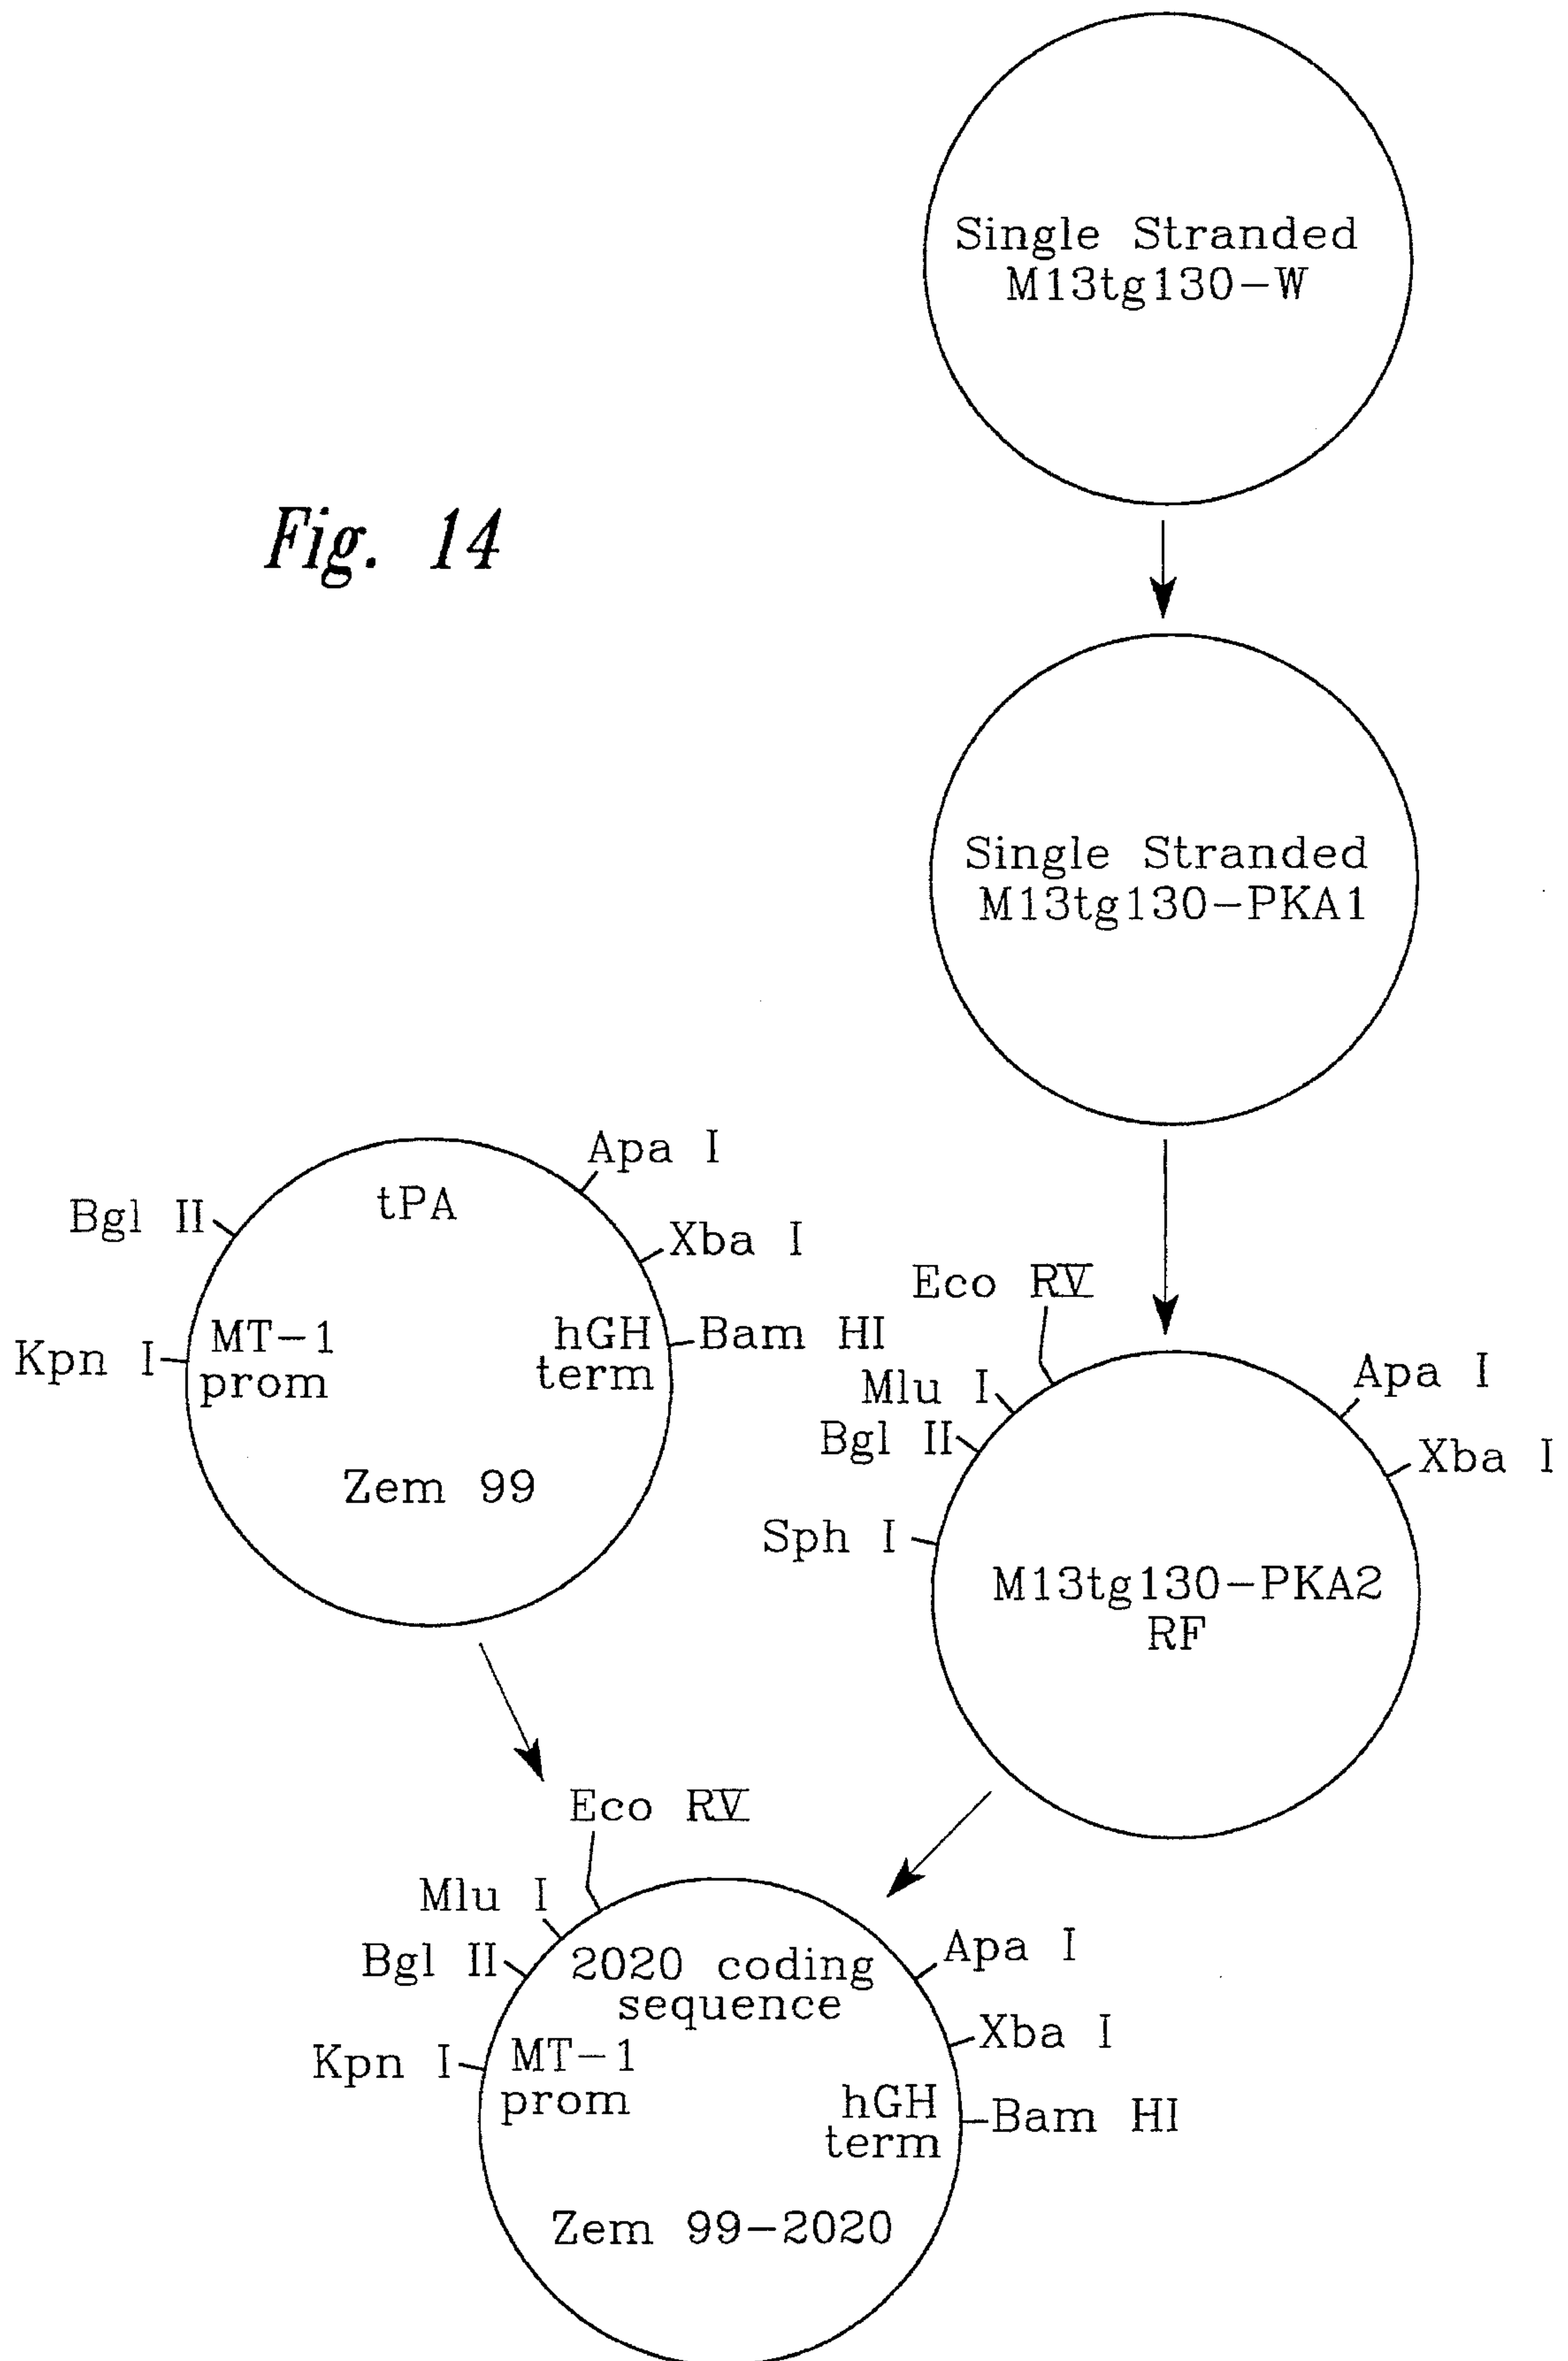 Single Stranded
M13tg130-W
Fig. 14
Single Stranded
M13tg130-PKA1
Apa I
tPA
Bgl II
Xba I
MT-1
prom
hGH
term
Bam HI
Kpn I
Zem 99
Eco RV
Mlu I
Bgl II
Sph I
Apa I
Xba I
M13tg130-PKA2
RF
Eco RV
Mlu I
Bgl II
2020 coding
sequence
Apa I
Kpn I
MT-1
prom
Xba I
hGH
term
Bam HI
Zem 99-2020